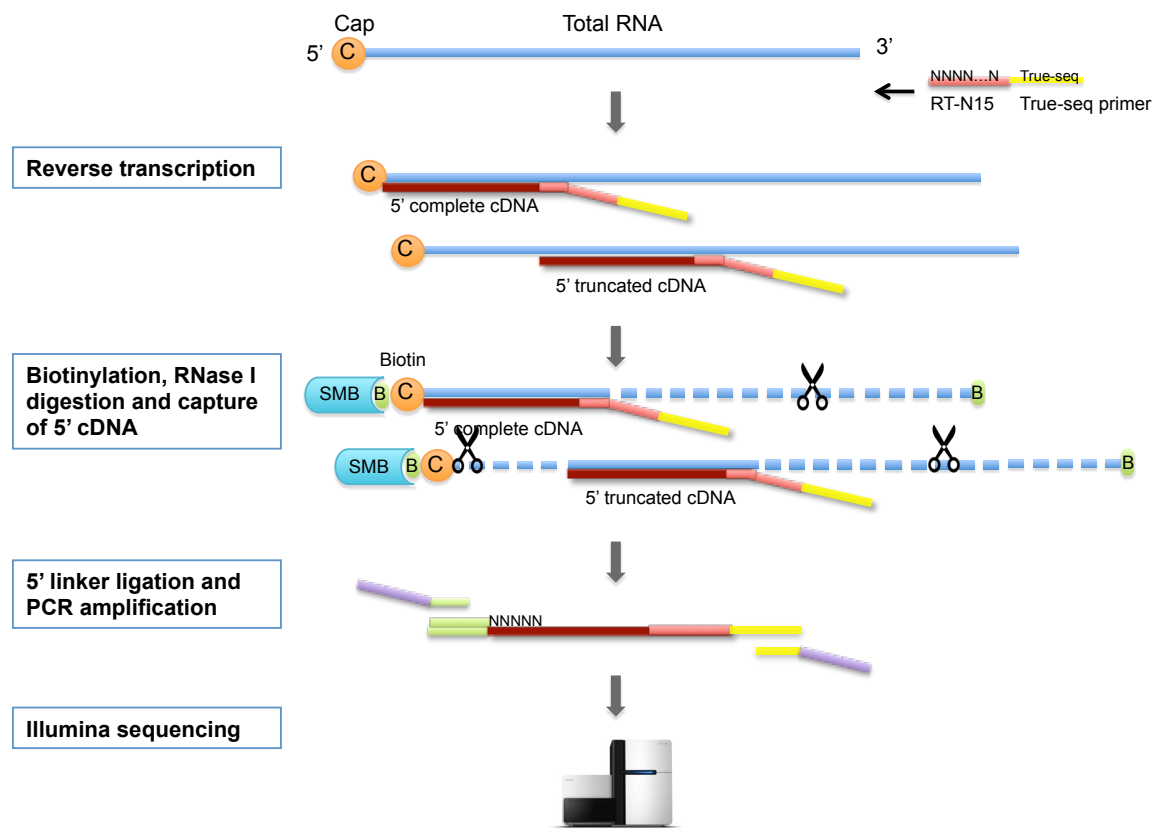 Cap
Total RNA
5’
C
3’
NNNN...N
True-seq
RT-N15
True-seq primer
Reverse transcription
C
5’ complete cDNA
C
5’ truncated cDNA
Biotinylation, RNase I
digestion and capture
of 5’ cDNA
Biotin
SMB
B
C
B
5’ complete cDNA
SMB
B
C
B
5’ truncated cDNA
5’ linker ligation and
PCR amplification
NNNNN
Illumina sequencing